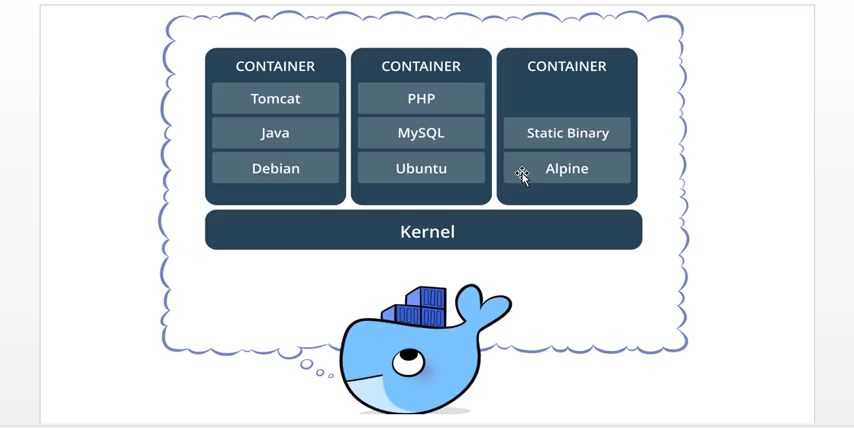 CONTAINER
Tomcat
Java
Debian
CONTAINER
PHP
MySQL
Ubuntu
CONTAINER
Static Binary
Alpine
Kernel